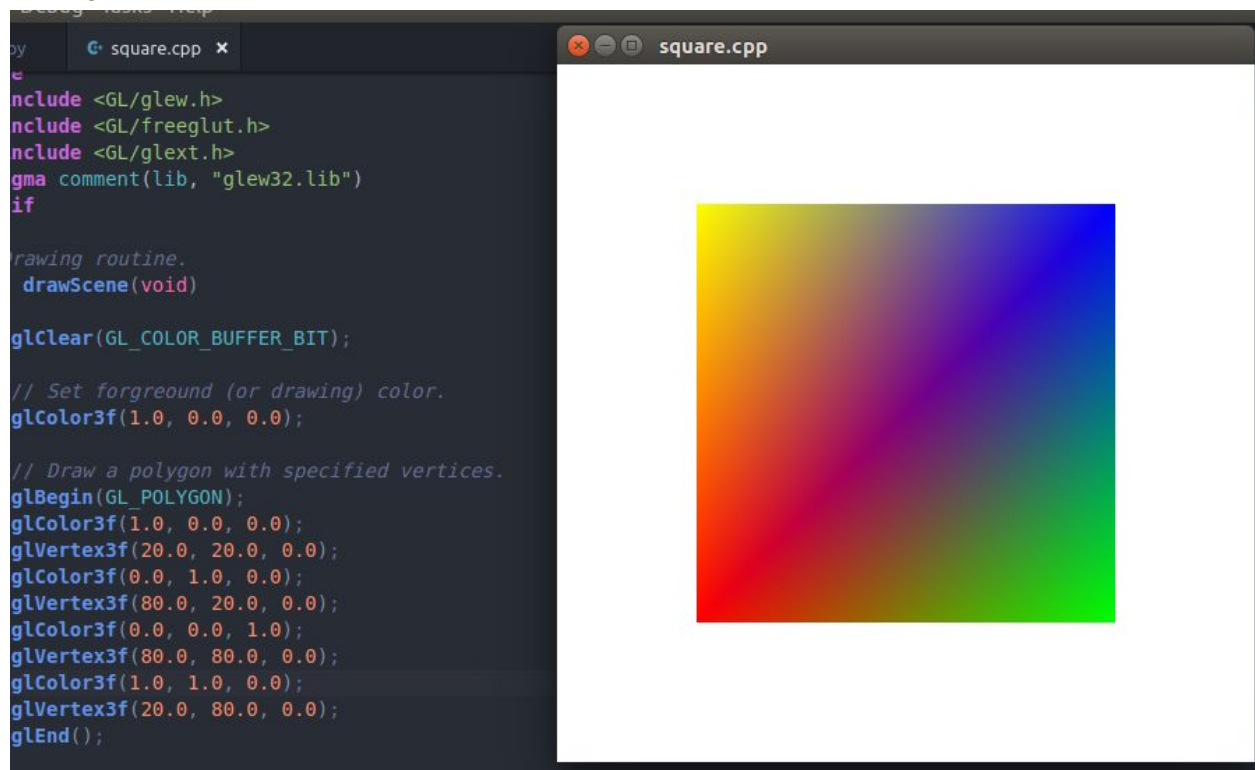 Debug Tasks Help
py
square.cpp ×
square.cpp
e
nclude <GL/glew.h>
nclude <GL/freeglut.h>
nclude <GL/glext.h>
gma comment(lib, "glew32.lib")
if
rawing routine.
drawScene(void)
glClear(GL_COLOR_BUFFER_BIT);
// Set forgreound (or drawing) color.
glColor3f(1.0, 0.0, 0.0);
// Draw a polygon with specified vertices.
glBegin(GL_POLYGON);
glColor3f(1.0, 0.0, 0.0);
glVertex3f(20.0, 20.0, 0.0);
glColor3f(0.0, 1.0, 0.0);
glVertex3f(80.0, 20.0, 0.0);
glColor3f(0.0, 0.0, 1.0);
glVertex3f(80.0, 80.0, 0.0);
glColor3f(1.0, 1.0, 0.0);
glVertex3f(20.0, 80.0, 0.0);
glEnd();